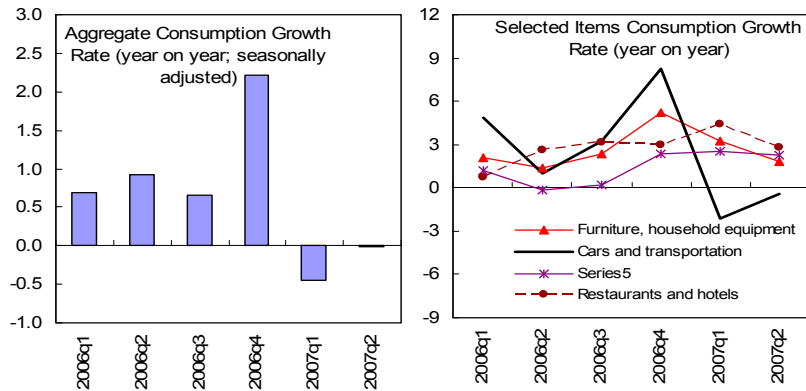 Aggregate Consumption Growth
Rate (year on year; seasonally
adjusted)
3.0
2.5
2.0
1.5
1.0
0.5
0.0
-0.5
-1.0
2006q1
2006q2
2006q3
2006q4
2007q1
2007q2
Selected Items Consumption Growth
Rate (year on year)
12
9
6
3
0
-3
-6
-9
Furniture, household equipment
Cars and transportation
Series5
Restaurants and hotels
2006q1
2006q2
2006q3
2006q4
2007q1
2007q2